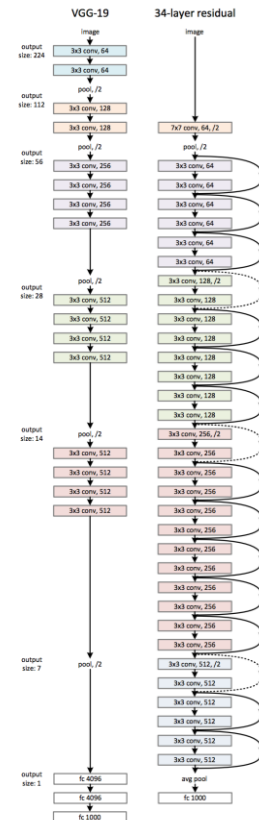 VGG-19
34-layer residual
output
size: 224
image
3x3 conv, 64
3x3 conv, 64
output
size: 112
pool, /2
3x3 conv, 128
3x3 conv, 128
output
size: 56
pool, /2
3x3 conv, 256
3x3 conv, 256
3x3 conv, 256
3x3 conv, 256
output
size: 28
pool, /2
3x3 conv, 512
3x3 conv, 512
3x3 conv, 512
3x3 conv, 512
output
size: 14
pool, /2
3x3 conv, 512
3x3 conv, 512
3x3 conv, 512
3x3 conv, 512
output
size: 7
pool, /2
output
size: 1
fc 4096
fc 4096
fc 1000
image
7x7 conv, 64, /2
pool, /2
3x3 conv, 64
3x3 conv, 64
3x3 conv, 64
3x3 conv, 64
3x3 conv, 64
3x3 conv, 64
3x3 conv, 128, /2
3x3 conv, 128
3x3 conv, 128
3x3 conv, 128
3x3 conv, 128
3x3 conv, 128
3x3 conv, 128
3x3 conv, 128
3x3 conv, 256, /2
3x3 conv, 256
3x3 conv, 256
3x3 conv, 256
3x3 conv, 256
3x3 conv, 256
3x3 conv, 256
3x3 conv, 256
3x3 conv, 256
3x3 conv, 256
3x3 conv, 256
3x3 conv, 256
3x3 conv, 512, /2
3x3 conv, 512
3x3 conv, 512
3x3 conv, 512
3x3 conv, 512
3x3 conv, 512
avg pool
fc 1000